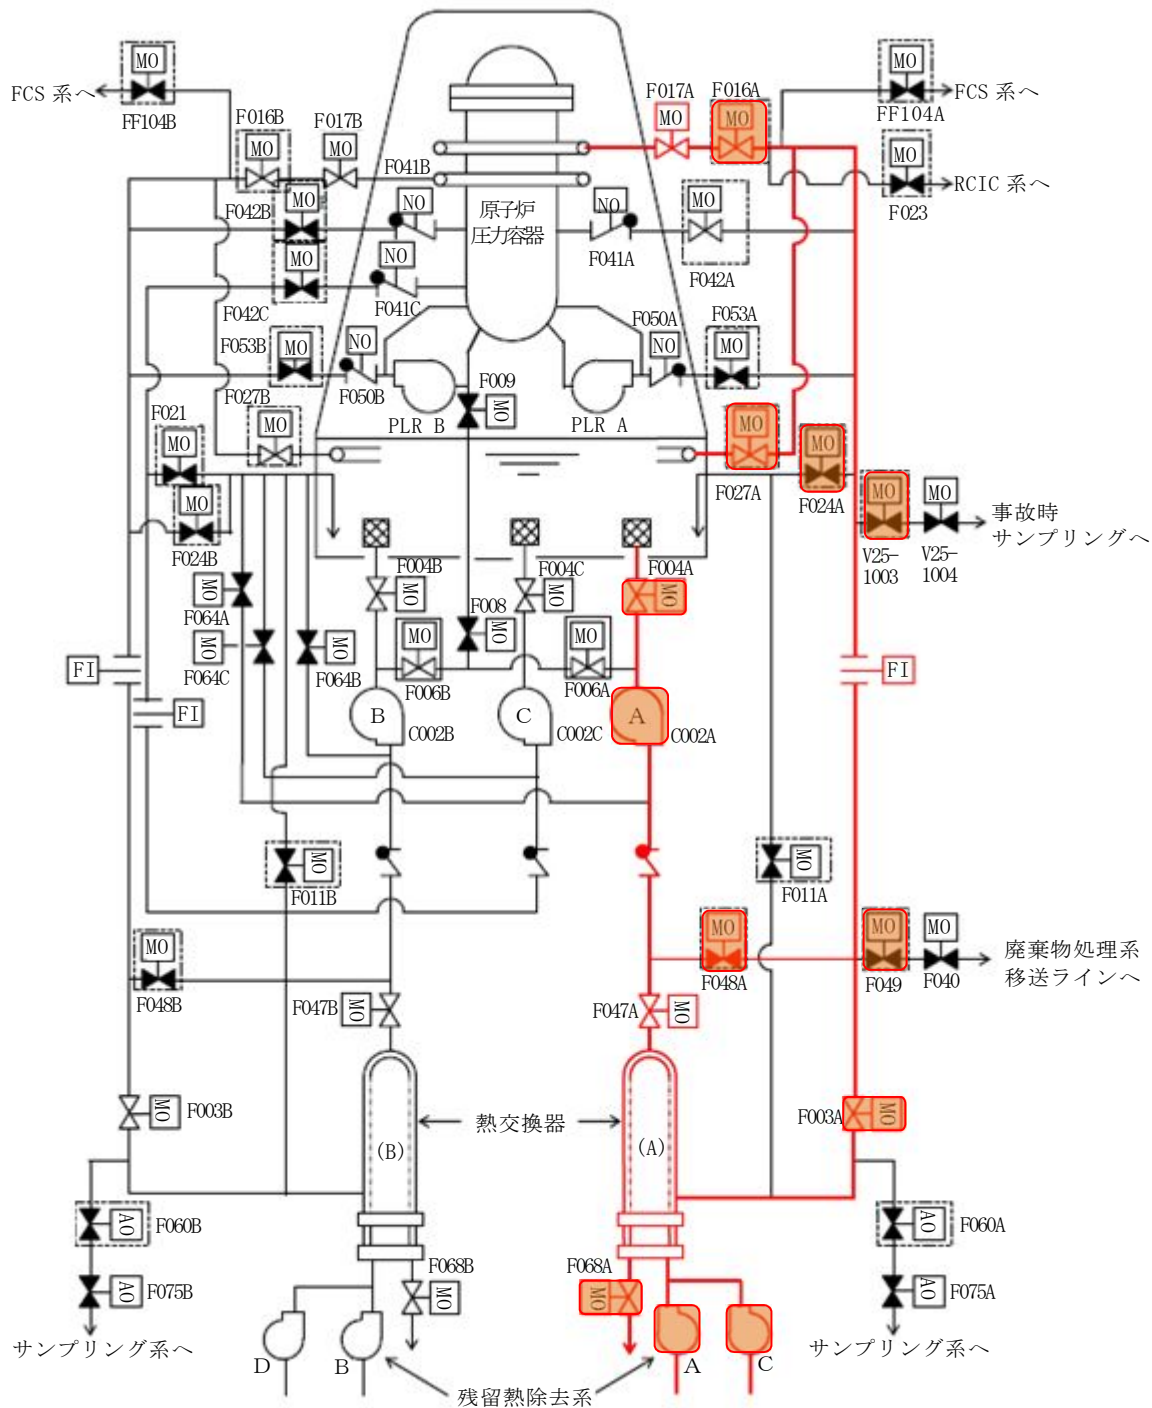 MO
MO
FCS 系へ
FCS 系へ
FF104B
FF104A
F017A
F016A
MO
MO
F016B
F017B
MO
MO
MO
RCIC 系へ
F023
F041B
F042B
MO
NO
原子炉
圧力容器
NO
MO
F041A
F042A
MO
NO
F042C
F041C
F053B
MO
NO
F050B
F050A
NO
F053A
MO
F027B
MO
F009
MO
PLR B
PLR A
F021
MO
MO
F027A
MO
F024A
MO
F024B
MO
V25-
1003
MO
V25-
1004
事故時
サンプリングへ
F004B
MO
F004C
MO
F004A
MO
MO
F064A
MO
F064C
MO
F064B
F008
MO
MO
F006B
MO
F006A
FI
FI
FI
B
C002B
C
C002C
A
C002A
MO
F011B
MO
F011A
MO
F048B
MO
F048A
MO
F049
MO
F040
廃棄物処理系
移送ラインへ
F047B
MO
F047A
MO
MO
F003B
F003A
MO
熱交換器
(B)
(A)
AO
F060B
AO
F060A
AO
F075B
AO
F075A
F068B
MO
F068A
MO
サンプリング系へ
サンプリング系へ
D
B
A
C
残留熱除去系